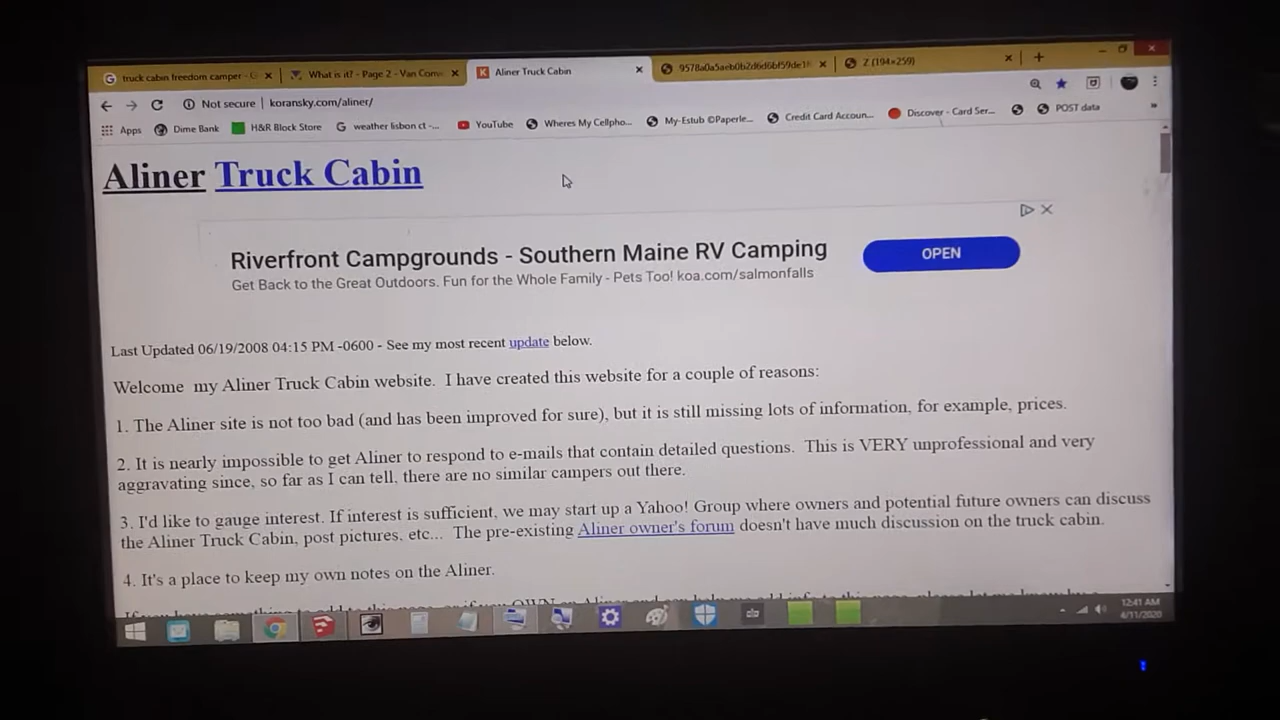 truck cabin freedom camper - G
What is it? - Page 2 - Van Com
Aliner Truck Cabin
Z (194×259)
Not secure | koransky.com/aliner/
Apps Dime Bank H&R Block Store weather lisbon ct -... YouTube Wheres My Cellpho... My-Estub ©Paperle... Credit Card Accoun... Discover - Card Ser... POST data »
Aliner Truck Cabin
Riverfront Campgrounds - Southern Maine RV Camping
Get Back to the Great Outdoors. Fun for the Whole Family - Pets Too! koa.com/salmonfalls
OPEN
Last Updated 06/19/2008 04:15 PM -0600 - See my most recent update below.
Welcome my Aliner Truck Cabin website. I have created this website for a couple of reasons:
1. The Aliner site is not too bad (and has been improved for sure), but it is still missing lots of information, for example, prices.
2. It is nearly impossible to get Aliner to respond to e-mails that contain detailed questions. This is VERY unprofessional and very
aggravating since, so far as I can tell, there are no similar campers out there.
3. I'd like to gauge interest. If interest is sufficient, we may start up a Yahoo! Group where owners and potential future owners can discuss
the Aliner Truck Cabin, post pictures, etc... The pre-existing Aliner owner's forum doesn't have much discussion on the truck cabin.
4. It's a place to keep my own notes on the Aliner.
12:41 AM
4/11/2020